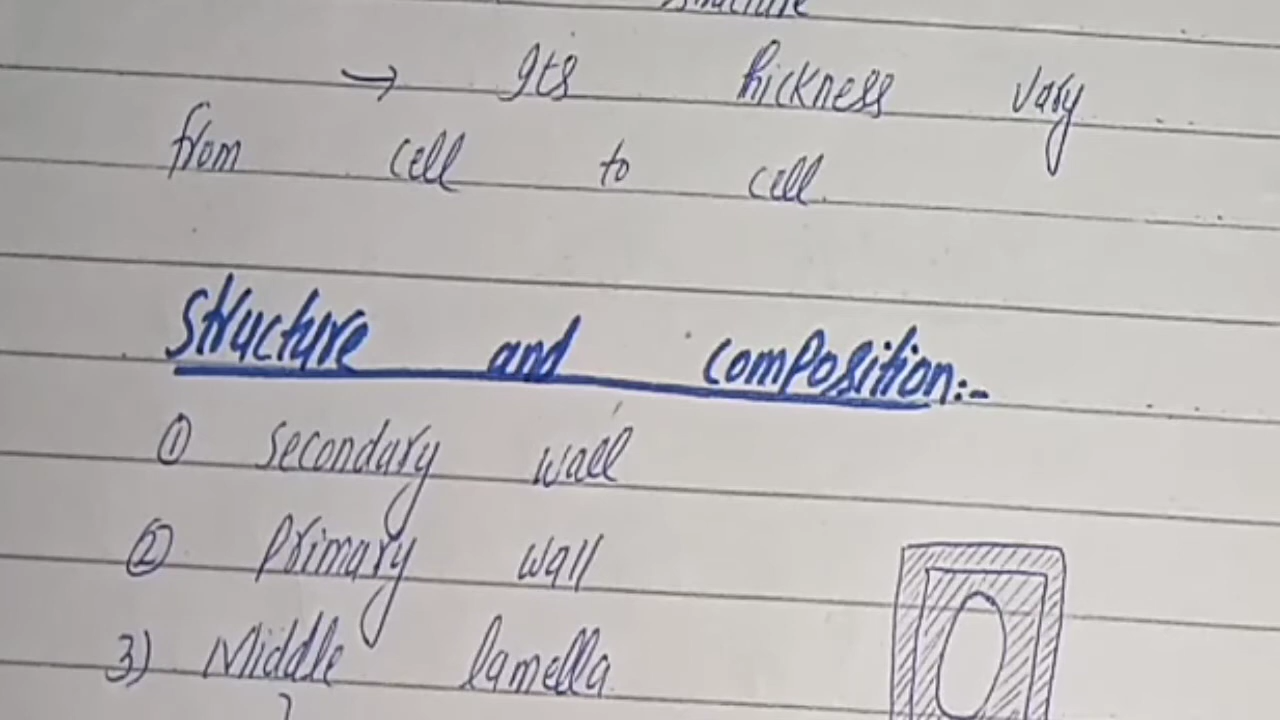 structure
→ Its thickness vary
from cell to cell.
Structure and composition:-
① Secondary wall
② Primary wall
3) Middle lamella